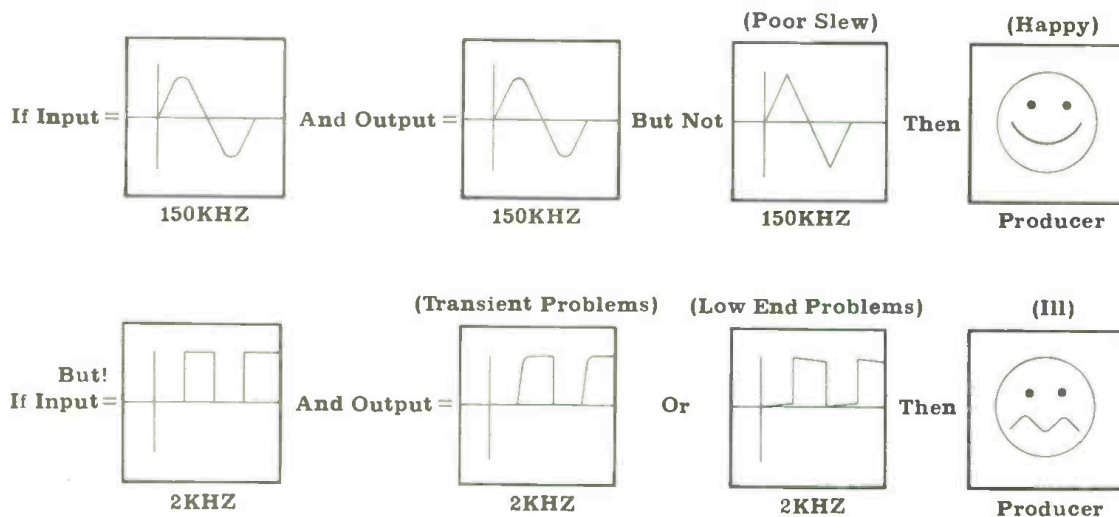 (Poor Slew) (Happy)
If Input = And Output = But Not Then
150KHZ 150KHZ 150KHZ Producer
(Transient Problems) (Low End Problems) (Ill)
But!
If Input = And Output = Or Then
2KHZ 2KHZ 2KHZ Producer